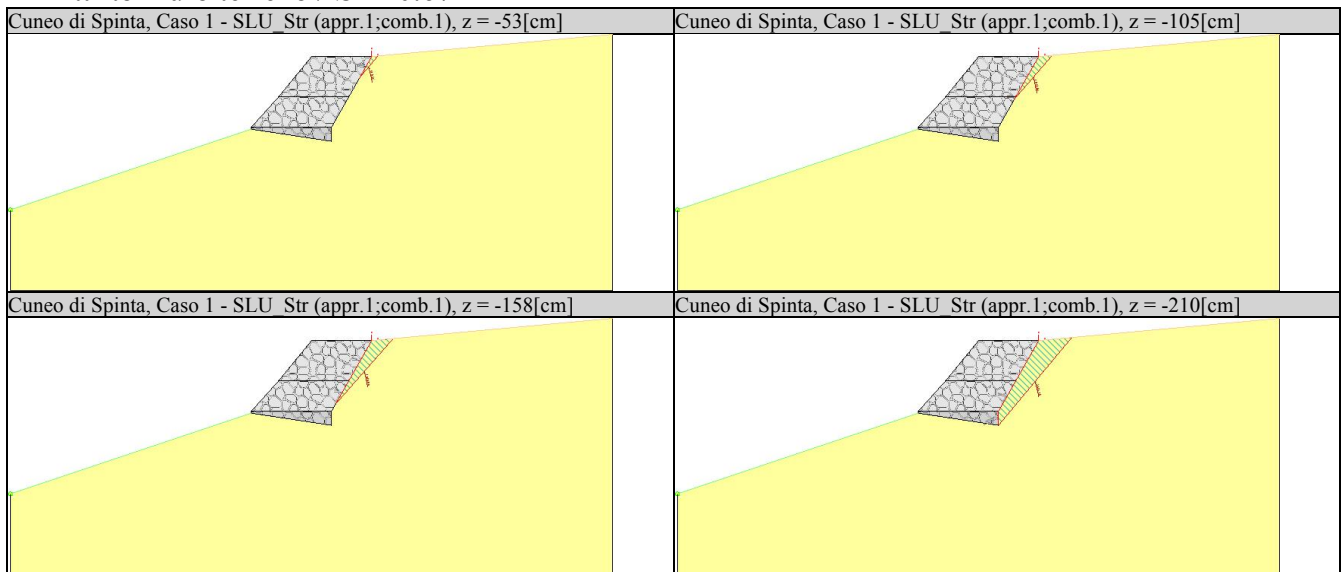 Cuneo di Spinta, Caso 1 - SLU_Str (appr.1;comb.1), z = -53[cm]
Cuneo di Spinta, Caso 1 - SLU_Str (appr.1;comb.1), z = -105[cm]
Cuneo di Spinta, Caso 1 - SLU_Str (appr.1;comb.1), z = -158[cm]
Cuneo di Spinta, Caso 1 - SLU_Str (appr.1;comb.1), z = -210[cm]